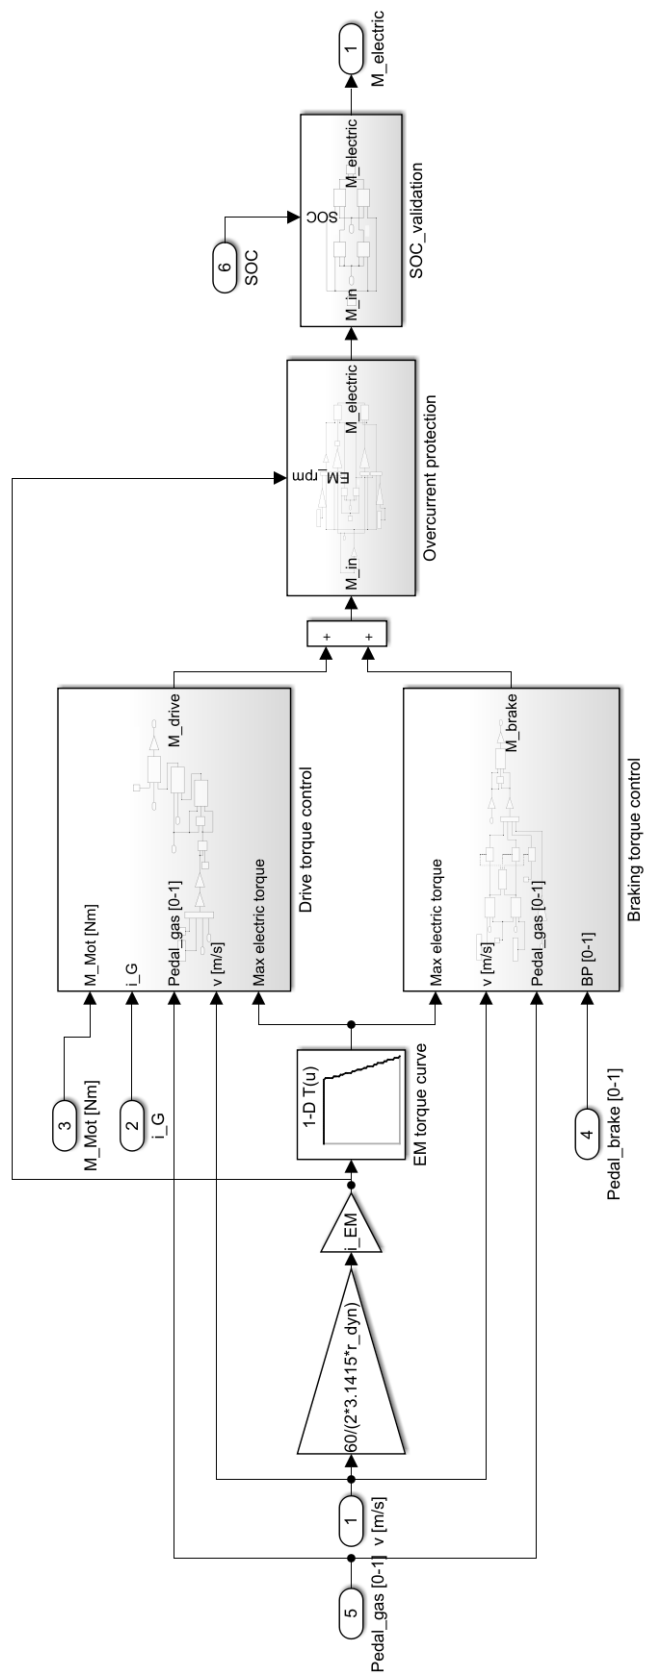 3
M_Mot [Nm]
2
i_G
5
Pedal_gas [0-1]
1
v [m/s]
60/(2*3.1415*r_dyn)
i_EM
1-D T(u)
EM torque curve
4
Pedal_brake [0-1]
M_Mot [Nm]
i_G
Pedal_gas [0-1]
v [m/s]
Max electric torque
M_drive
Drive torque control
Max electric torque
v [m/s]
Pedal_gas [0-1]
BP [0-1]
M_brake
Braking torque control
+
+
M_in
EM_rpm
M_electric
Overcurrent protection
6
SOC
M_in
SOC
M_electric
SOC_validation
1
M_electric